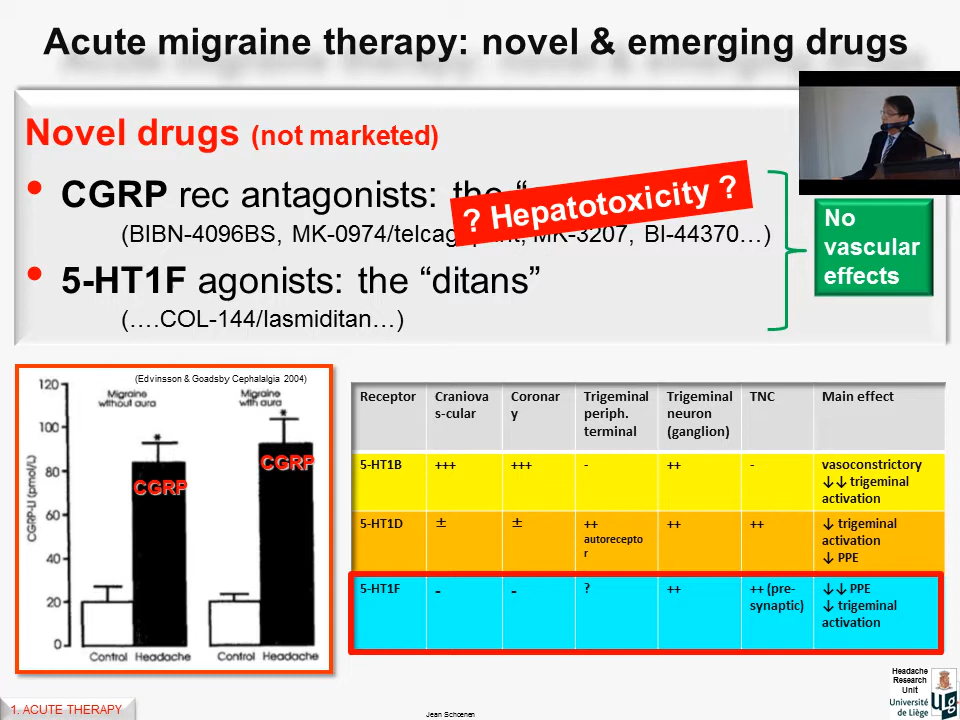 Acute migraine therapy: novel & emerging drugs
Novel drugs (not marketed)
• CGRP rec antagonists: the “
? Hepatotoxicity ?
(BIBN-4096BS, MK-0974/telcagepant, MK-3207, BI-44370…)
• 5-HT1F agonists: the “ditans”
(….COL-144/lasmiditan…)
No
vascular
effects
(Edvinsson & Goadsby Cephalalgia 2004)
Migraine without aura
Migraine with aura
CGRP-LI (pmol/L)
120
100
80
60
40
20
0
*
*
CGRP
CGRP
Control Headache Control Headache
Receptor Craniovas-cular Coronary Trigeminal periph. terminal Trigeminal neuron (ganglion) TNC Main effect
5-HT1B +++ +++ - ++ - vasoconstrictory ↓↓ trigeminal activation
5-HT1D ± ± ++ autoreceptor ++ ++ ↓ trigeminal activation ↓ PPE
5-HT1F - - ? ++ ++ (pre-synaptic) ↓↓ PPE ↓ trigeminal activation
Headache
Research
Unit
Université
de Liège
1. ACUTE THERAPY
Jean Schoenen